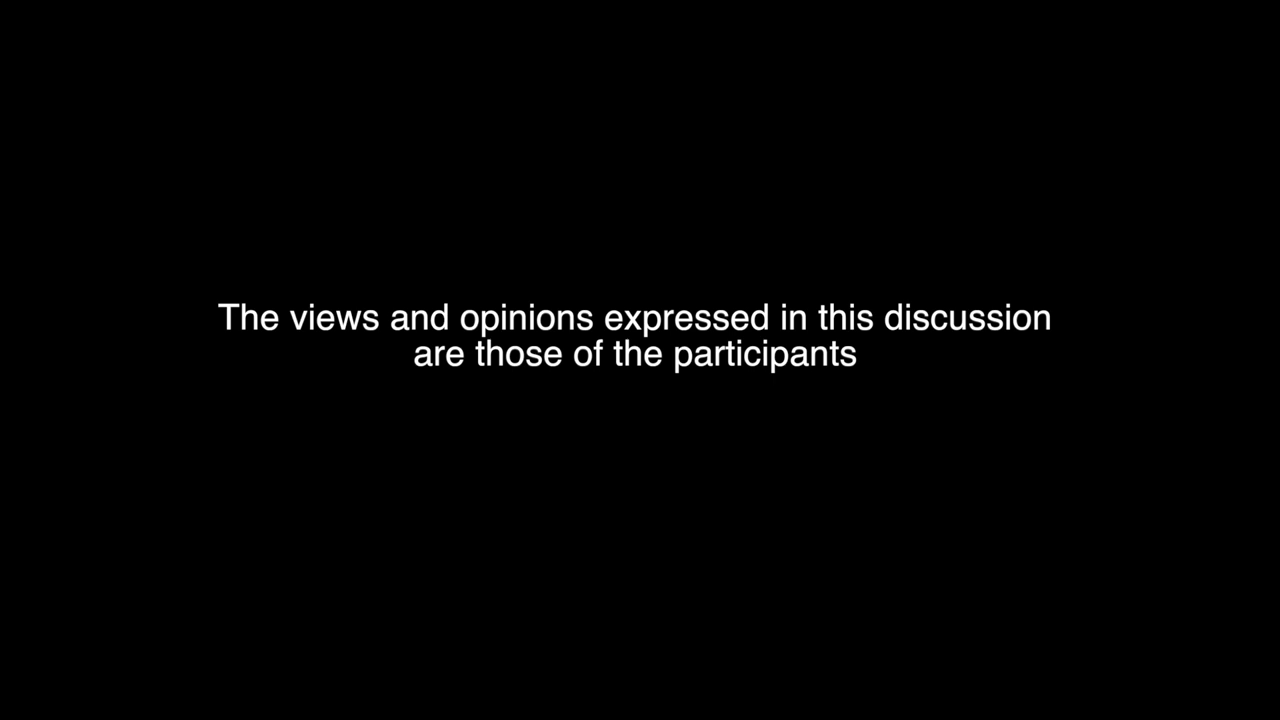 The views and opinions expressed in this discussion
are those of the participants